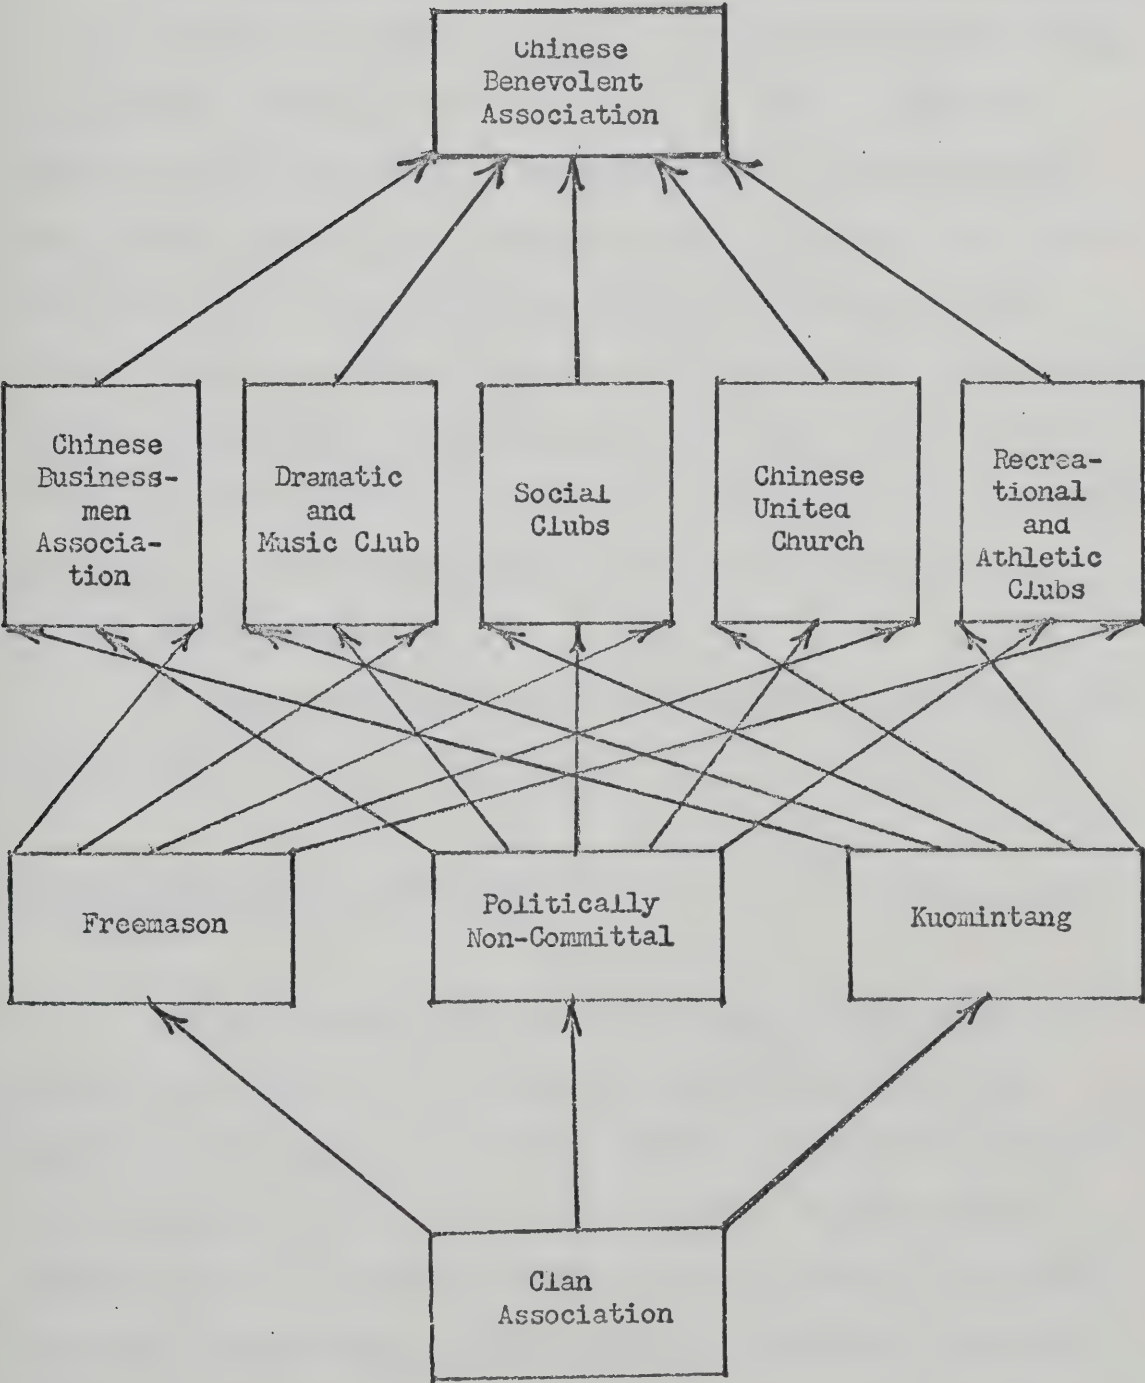 Chinese
Benevolent
Association
Chinese
Business-
men
Associa-
tion
Dramatic
and
Music Club
Social
Clubs
Chinese
United
Church
Recrea-
tional
and
Athletic
Clubs
Freemason
Politically
Non-Committal
Kuomintang
Clan
Association